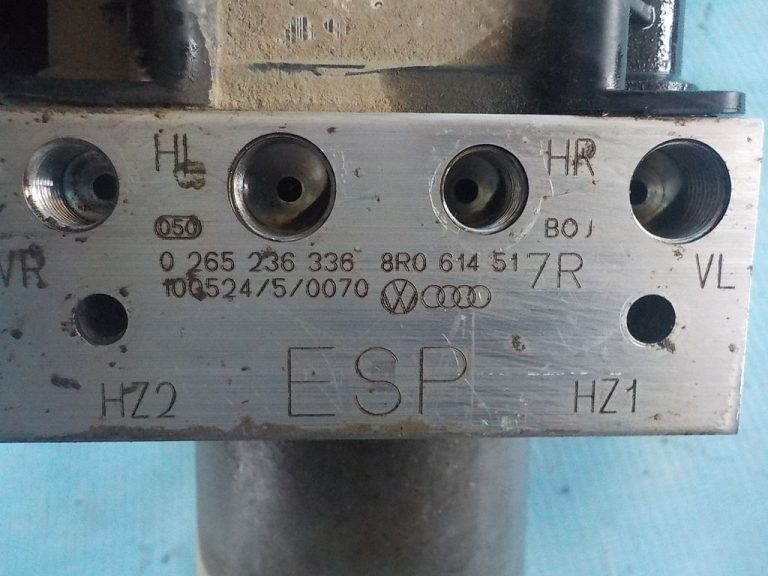 HL HR
050 BOJ
0 265 236 336 8R0 614 517R
VR VL
100524/5/0070
ESP
HZ2 HZ1